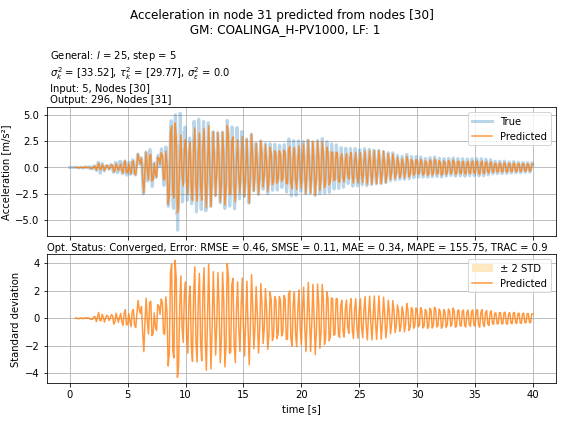 Acceleration in node 31 predicted from nodes [30]
GM: COALINGA_H-PV1000, LF: 1
General: l = 25, step = 5
σ²ₖ = [33.52], τ²ₖ = [29.77], σ²ε = 0.0
Input: 5, Nodes [30]
Output: 296, Nodes [31]
5.0
2.5
0.0
−2.5
−5.0
Acceleration [m/s²]
True
Predicted
Opt. Status: Converged, Error: RMSE = 0.46, SMSE = 0.11, MAE = 0.34, MAPE = 155.75, TRAC = 0.9
4
2
0
−2
−4
Standard deviation
± 2 STD
Predicted
0 5 10 15 20 25 30 35 40
time [s]